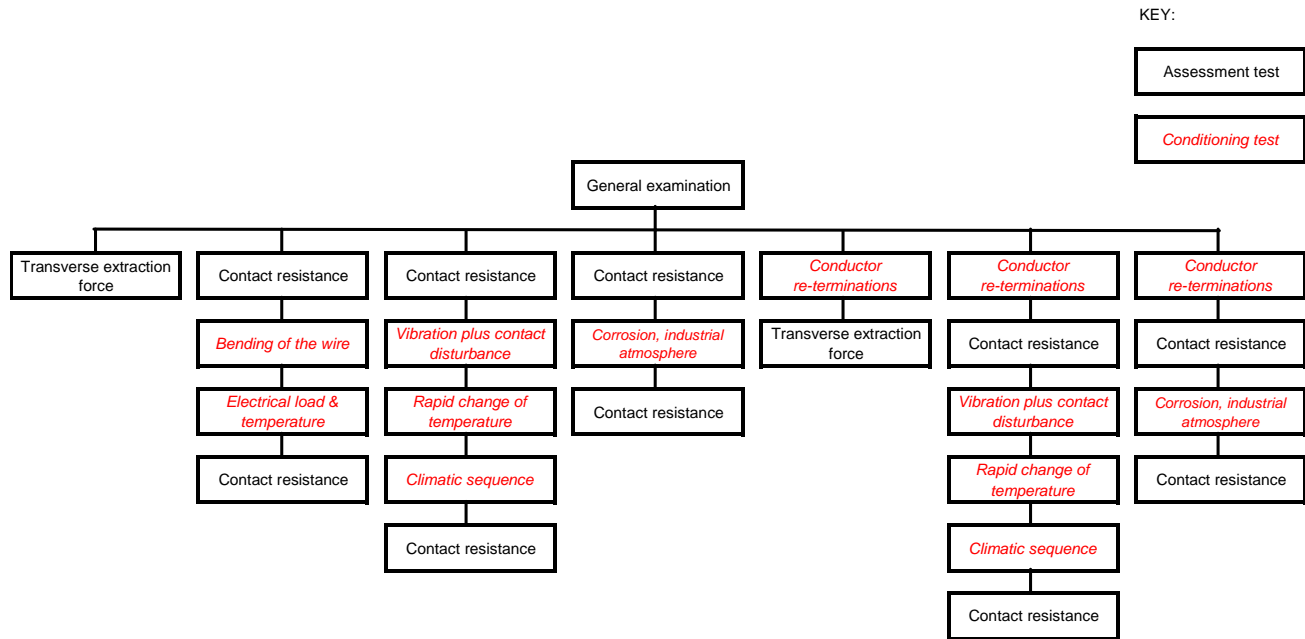 KEY:
Assessment test
Conditioning test
General examination
Transverse extraction
force
Contact resistance
Bending of the wire
Electrical load &
temperature
Contact resistance
Contact resistance
Vibration plus contact
disturbance
Rapid change of
temperature
Climatic sequence
Contact resistance
Contact resistance
Corrosion, industrial
atmosphere
Contact resistance
Conductor
re-terminations
Transverse extraction
force
Conductor
re-terminations
Contact resistance
Vibration plus contact
disturbance
Rapid change of
temperature
Climatic sequence
Contact resistance
Conductor
re-terminations
Contact resistance
Corrosion, industrial
atmosphere
Contact resistance